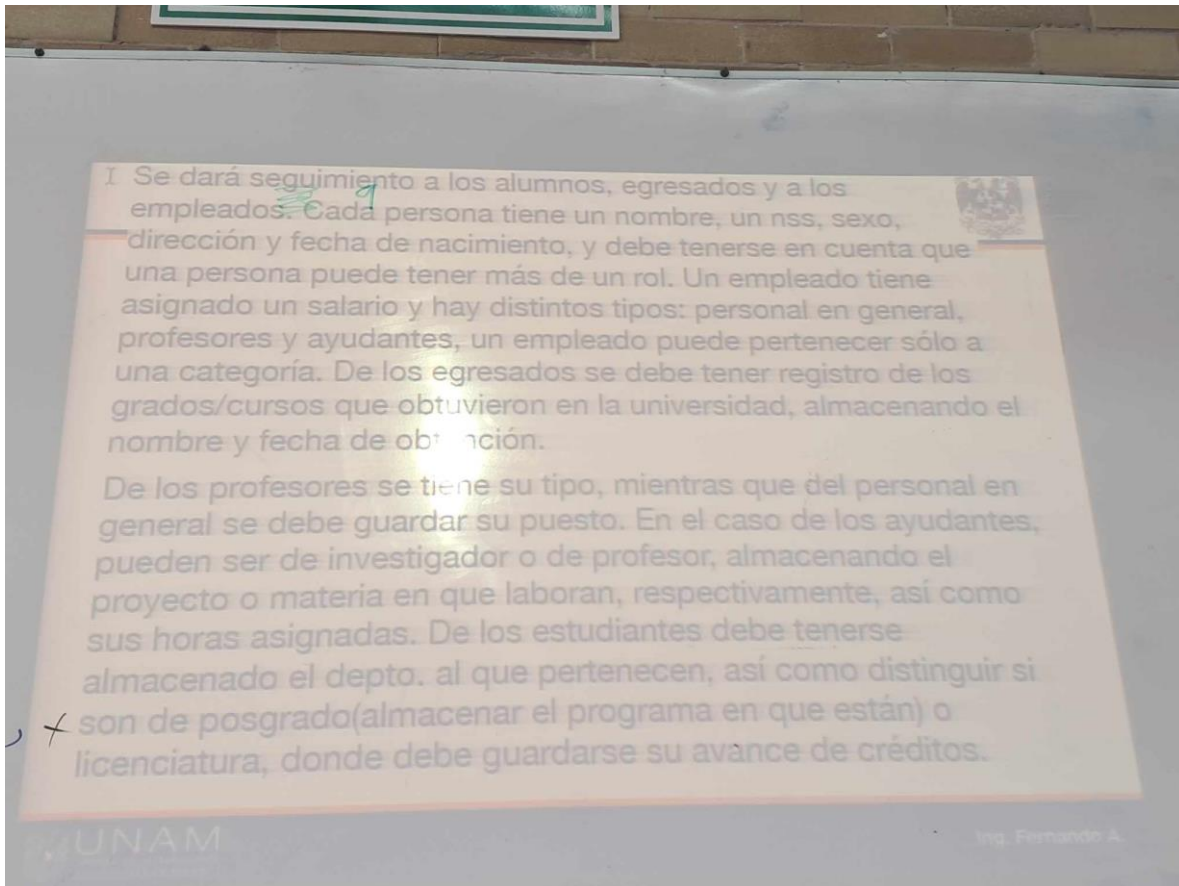 I Se dará seguimiento a los alumnos, egresados y a los
empleados. Cada persona tiene un nombre, un nss, sexo,
dirección y fecha de nacimiento, y debe tenerse en cuenta que
una persona puede tener más de un rol. Un empleado tiene
asignado un salario y hay distintos tipos: personal en general,
profesores y ayudantes, un empleado puede pertenecer sólo a
una categoría. De los egresados se debe tener registro de los
grados/cursos que obtuvieron en la universidad, almacenando el
nombre y fecha de obtención.
De los profesores se tiene su tipo, mientras que del personal en
general se debe guardar su puesto. En el caso de los ayudantes,
pueden ser de investigador o de profesor, almacenando el
proyecto o materia en que laboran, respectivamente, así como
sus horas asignadas. De los estudiantes debe tenerse
almacenado el depto. al que pertenecen, así como distinguir si
son de posgrado(almacenar el programa en que están) o
licenciatura, donde debe guardarse su avance de créditos.
UNAM
Ing. Fernando A.